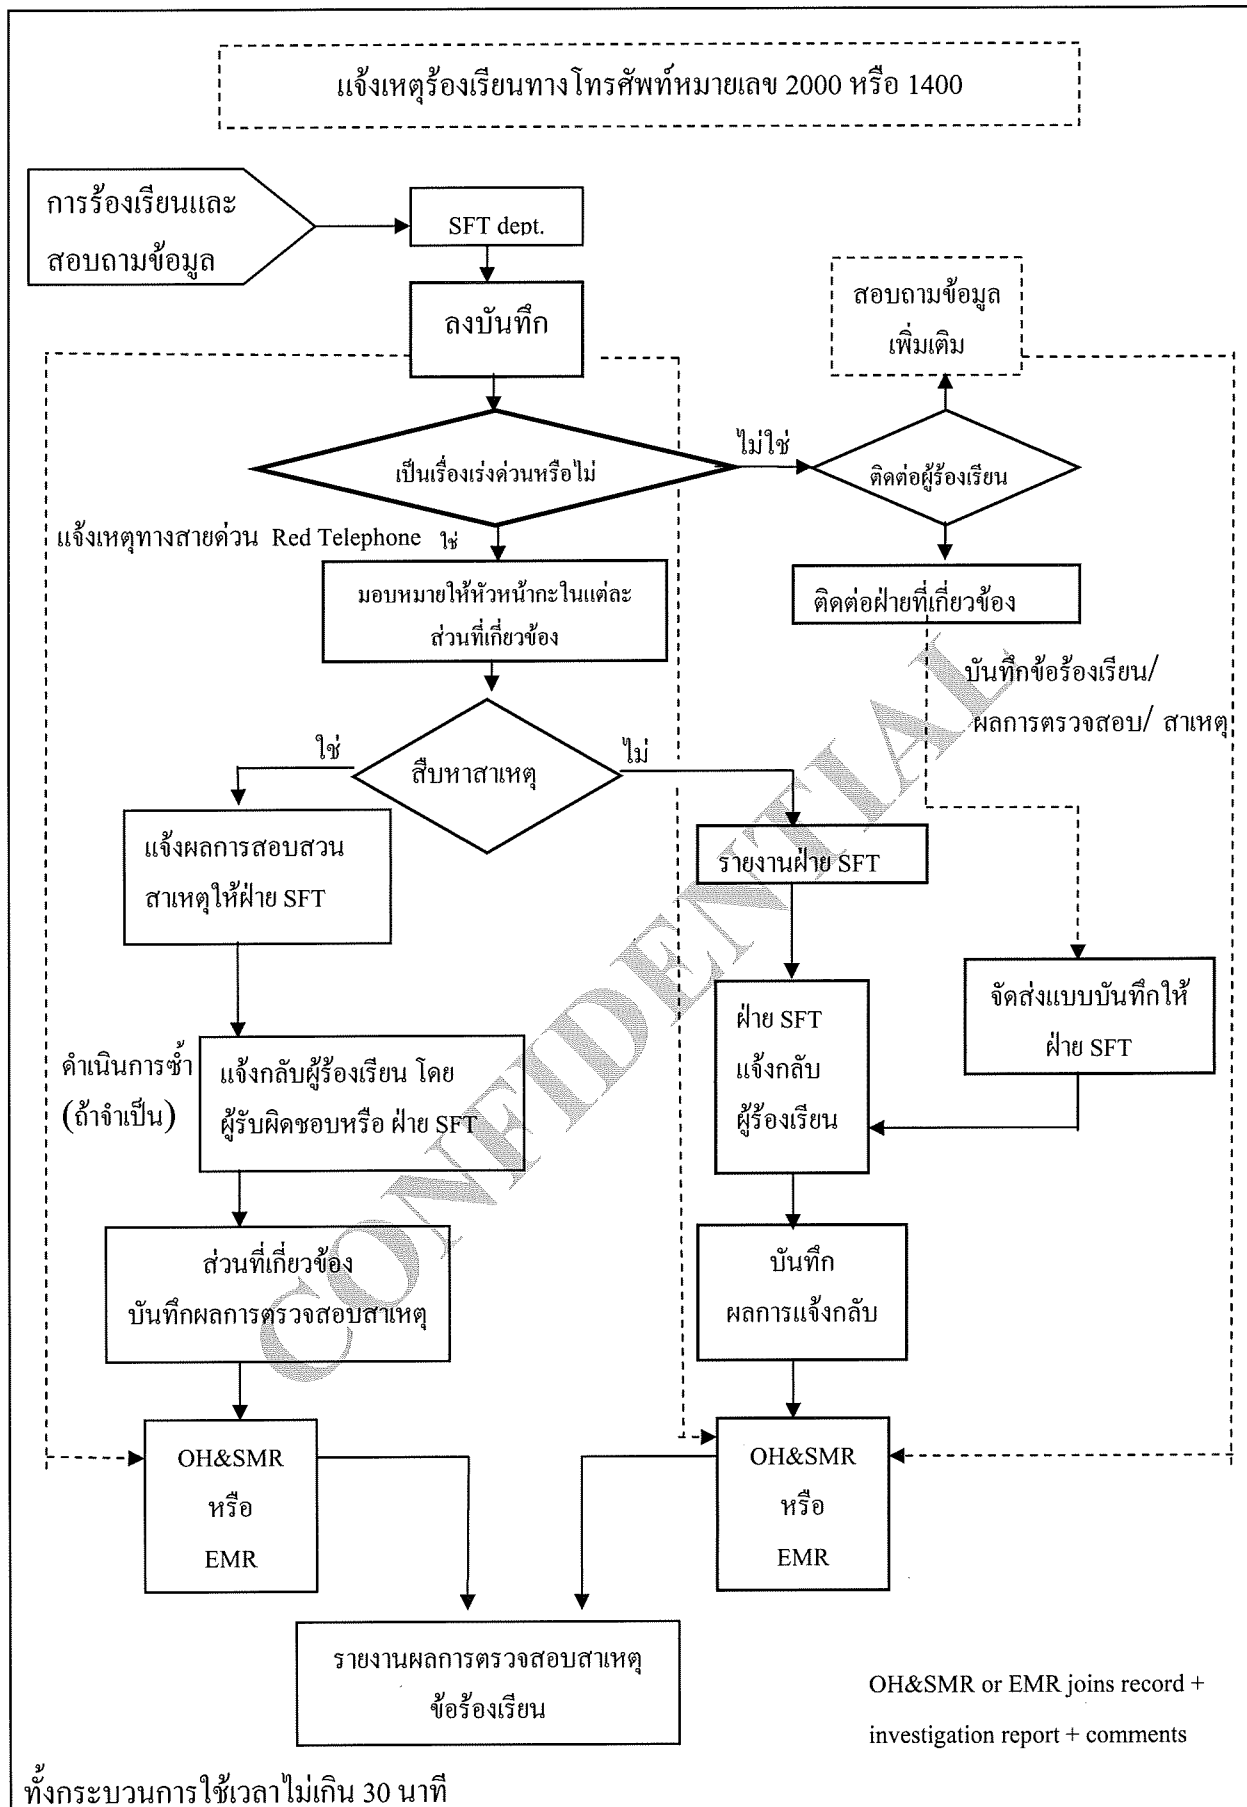 แจ้งเหตุร้องเรียนทางโทรศัพท์หมายเลข 2000 หรือ 1400
การร้องเรียนและ
สอบถามข้อมูล
SFT dept.
ลงบันทึก
สอบถามข้อมูล
เพิ่มเติม
เป็นเรื่องเร่งด่วนหรือไม่
ไม่ใช่
ติดต่อผู้ร้องเรียน
แจ้งเหตุทางสายด่วน Red Telephone
ใช่
มอบหมายให้หัวหน้ากะในแต่ละ
ส่วนที่เกี่ยวข้อง
ติดต่อฝ่ายที่เกี่ยวข้อง
บันทึกข้อร้องเรียน/
ผลการตรวจสอบ/ สาเหตุ
ใช่
สืบหาสาเหตุ
ไม่
แจ้งผลการสอบสวน
สาเหตุให้ฝ่าย SFT
รายงานฝ่าย SFT
จัดส่งแบบบันทึกให้
ฝ่าย SFT
ดำเนินการซ้ำ
(ถ้าจำเป็น)
แจ้งกลับผู้ร้องเรียน โดย
ผู้รับผิดชอบหรือ ฝ่าย SFT
ฝ่าย SFT
แจ้งกลับ
ผู้ร้องเรียน
ส่วนที่เกี่ยวข้อง
บันทึกผลการตรวจสอบสาเหตุ
บันทึก
ผลการแจ้งกลับ
OH&SMR
หรือ
EMR
OH&SMR
หรือ
EMR
รายงานผลการตรวจสอบสาเหตุ
ข้อร้องเรียน
OH&SMR or EMR joins record +
investigation report + comments
ทั้งกระบวนการใช้เวลาไม่เกิน 30 นาที
CONFIDENTIAL